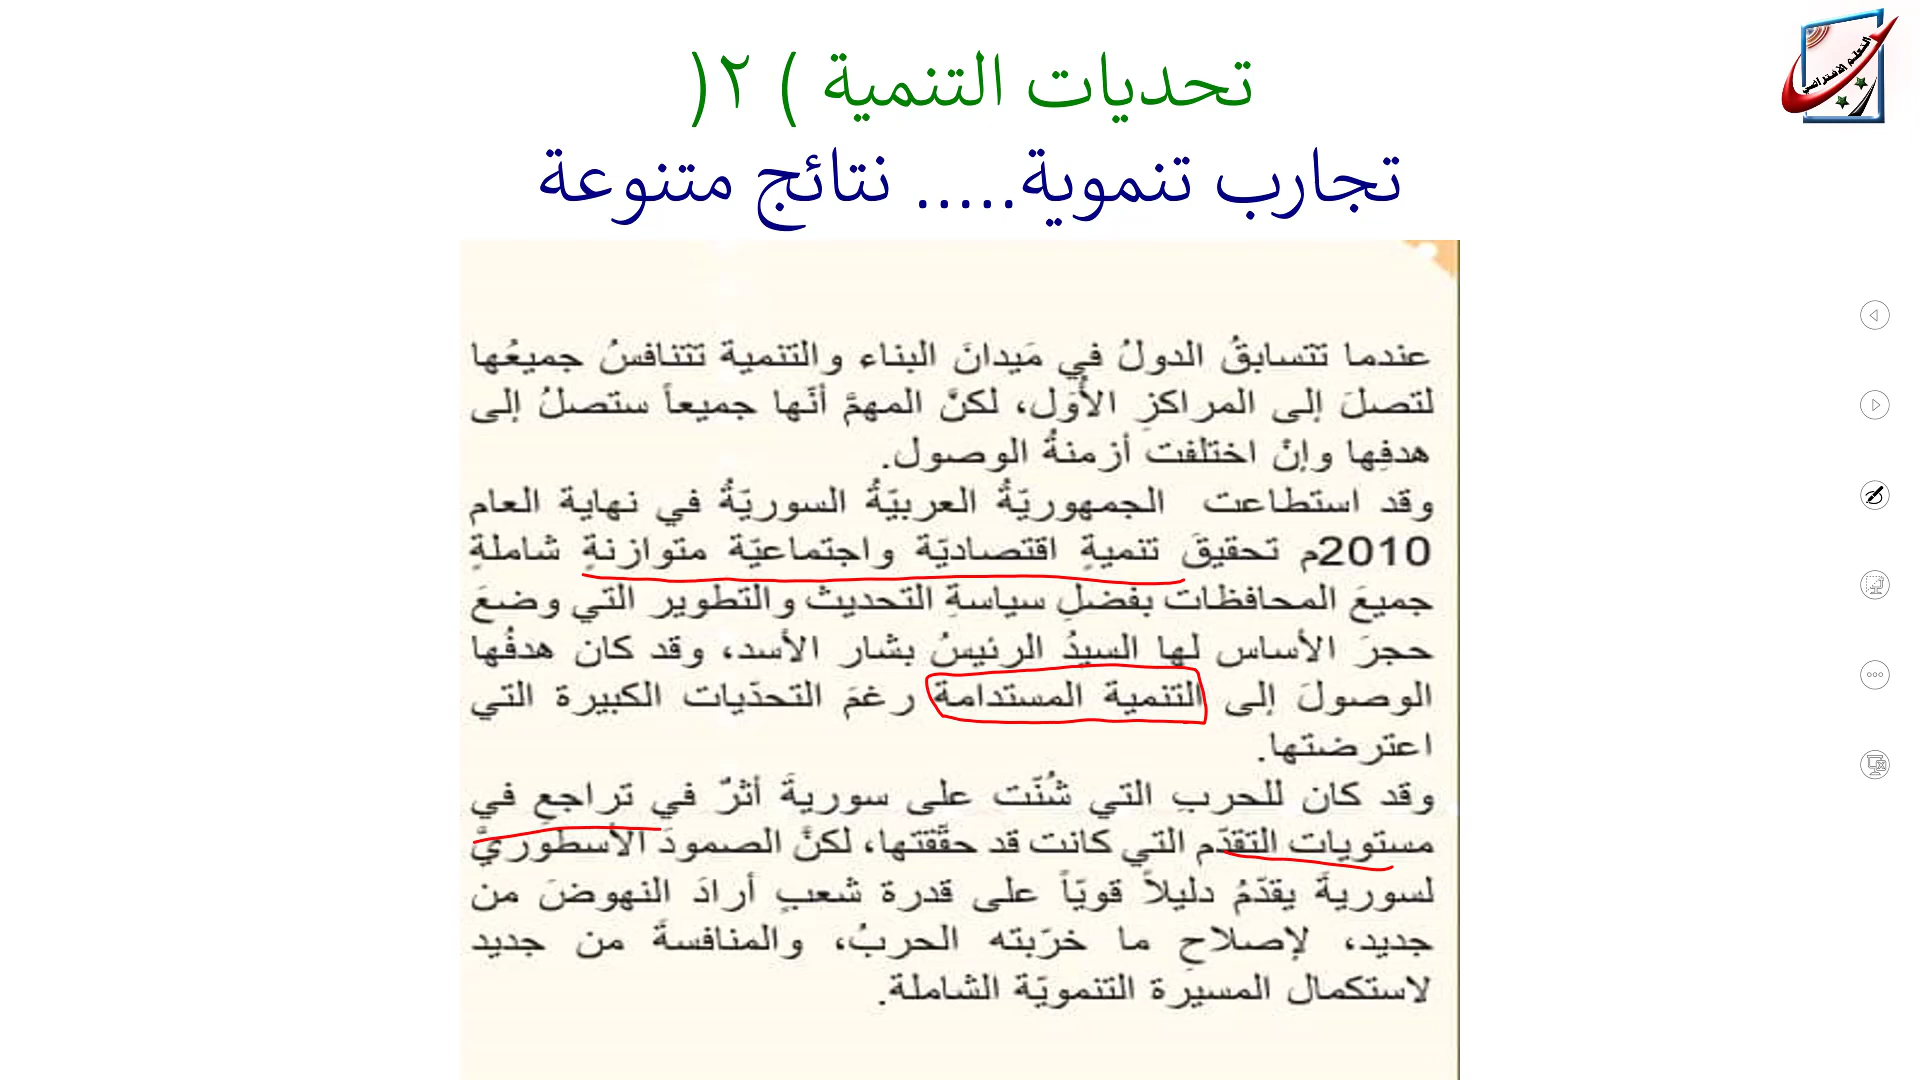 تحديات التنمية ) ٢(
تجارب تنموية..... نتائج متنوعة
التعليم الافتراضي
عندما تتسابقُ الدولُ في مَيدانَ البناء والتنمية تتنافسُ جميعُها
لتصلَ إلى المراكزِ الأُوَل، لكنَّ المهمَّ أنَّها جميعاً ستصلُ إلى
هدفِها وإنْ اختلفت أزمنةُ الوصول.
وقد استطاعت الجمهوريّةُ العربيّةُ السوريّةُ في نهاية العام
2010م تحقيقَ تنميةٍ اقتصاديّة واجتماعيّة متوازنةٍ شاملةٍ
جميعَ المحافظات بفضلِ سياسةِ التحديث والتطوير التي وضعَ
حجرَ الأساس لها السيدُ الرئيسُ بشار الأسد، وقد كان هدفُها
الوصولَ إلى التنمية المستدامة رغمَ التحدّيات الكبيرة التي
اعترضتها.
وقد كان للحربِ التي شُنّت على سوريةَ أثرٌ في تراجعِ في
مستويات التقدّم التي كانت قد حقّقتها، لكنَّ الصمودَ الأسطوريَّ
لسوريةَ يقدّمُ دليلاً قويّاً على قدرة شعبٍ أرادَ النهوضَ من
جديد، لإصلاحِ ما خرّبته الحربُ، والمنافسةَ من جديد
لاستكمال المسيرة التنمويّة الشاملة.